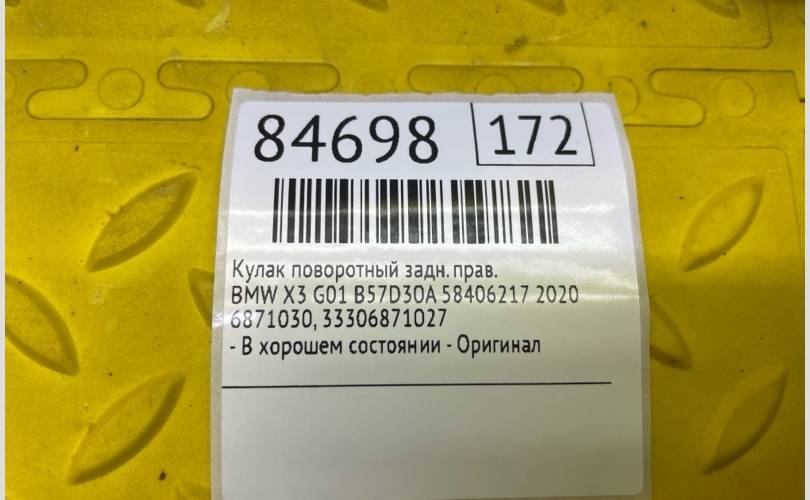 84698 172
Кулак поворотный задн. прав.
BMW X3 G01 B57D30A 58406217 2020
6871030, 33306871027
- В хорошем состоянии - Оригинал